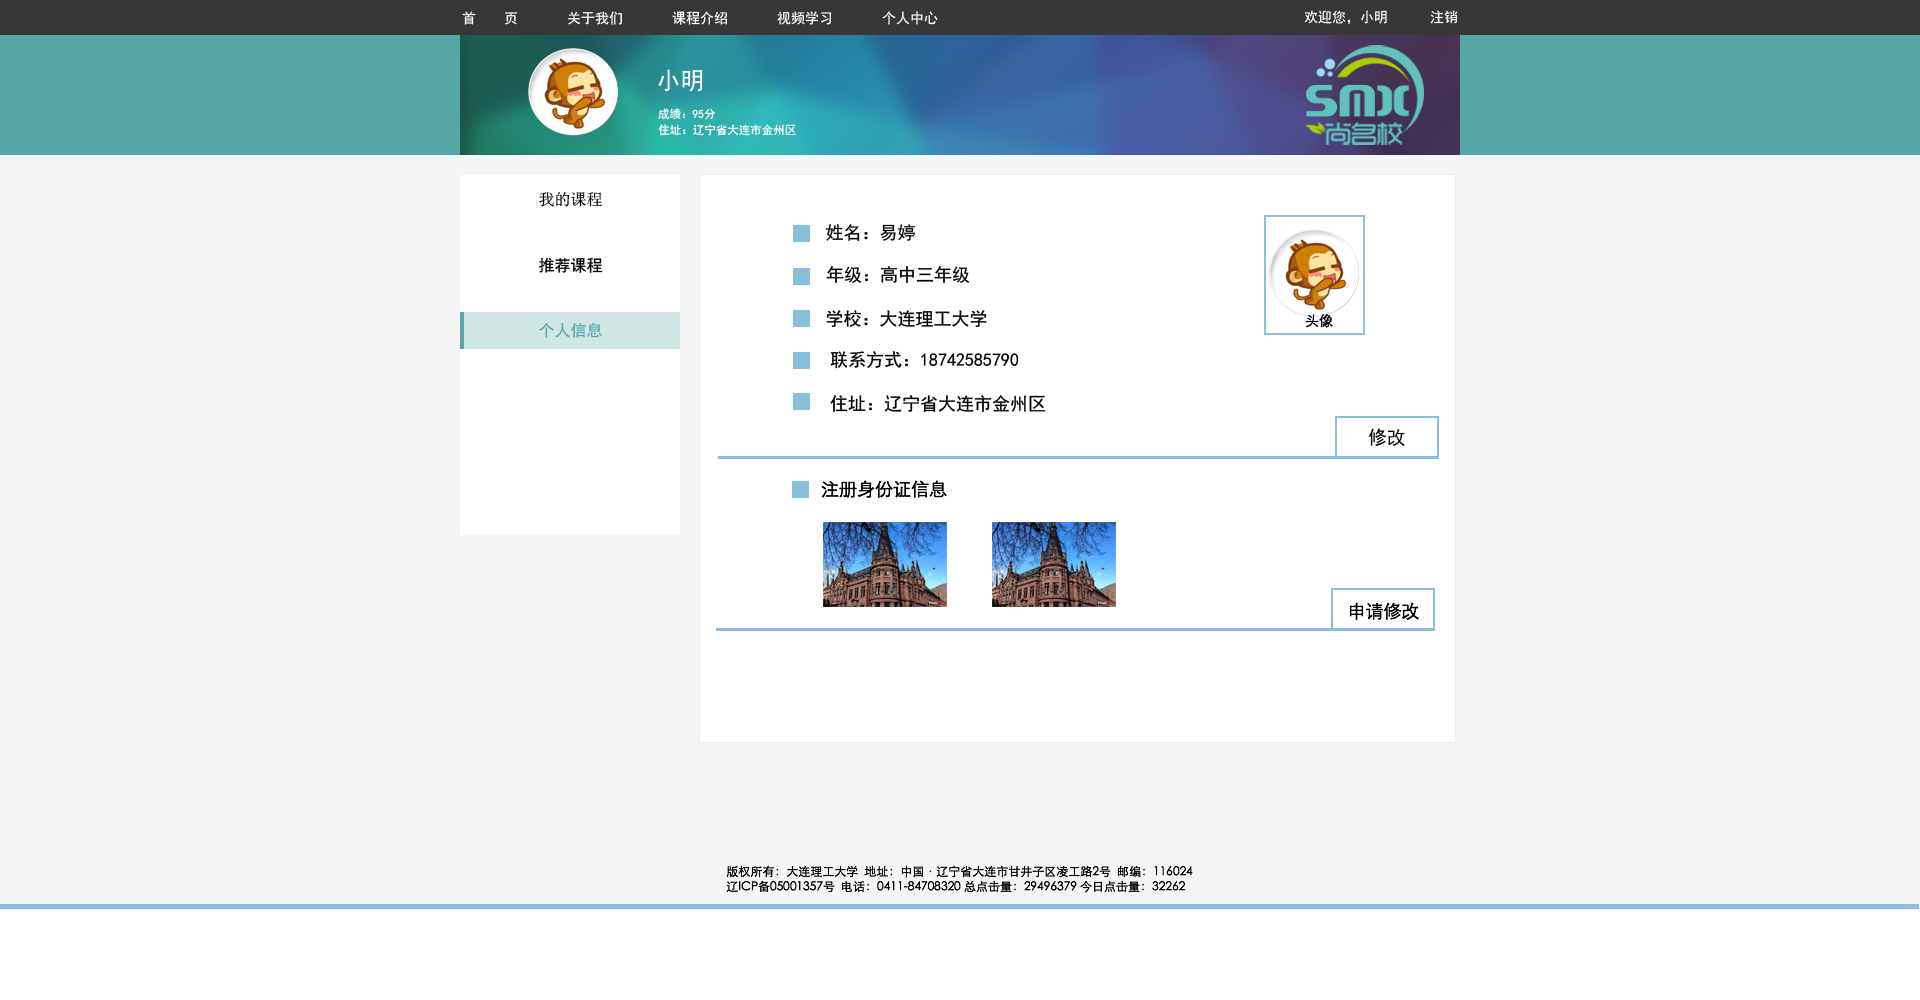 首　　页　　关于我们　　课程介绍　　视频学习　　个人中心　　欢迎您，小明　　注销
小明
成绩：95分
住址：辽宁省大连市金州区
smx
尚名校
我的课程
推荐课程
个人信息
姓名：易婷
年级：高中三年级
学校：大连理工大学
联系方式：18742585790
住址：辽宁省大连市金州区
头像
修改
注册身份证信息
申请修改
版权所有：大连理工大学 地址：中国 · 辽宁省大连市甘井子区凌工路2号 邮编：116024
辽ICP备05001357号 电话：0411-84708320 总点击量：29496379 今日点击量：32262